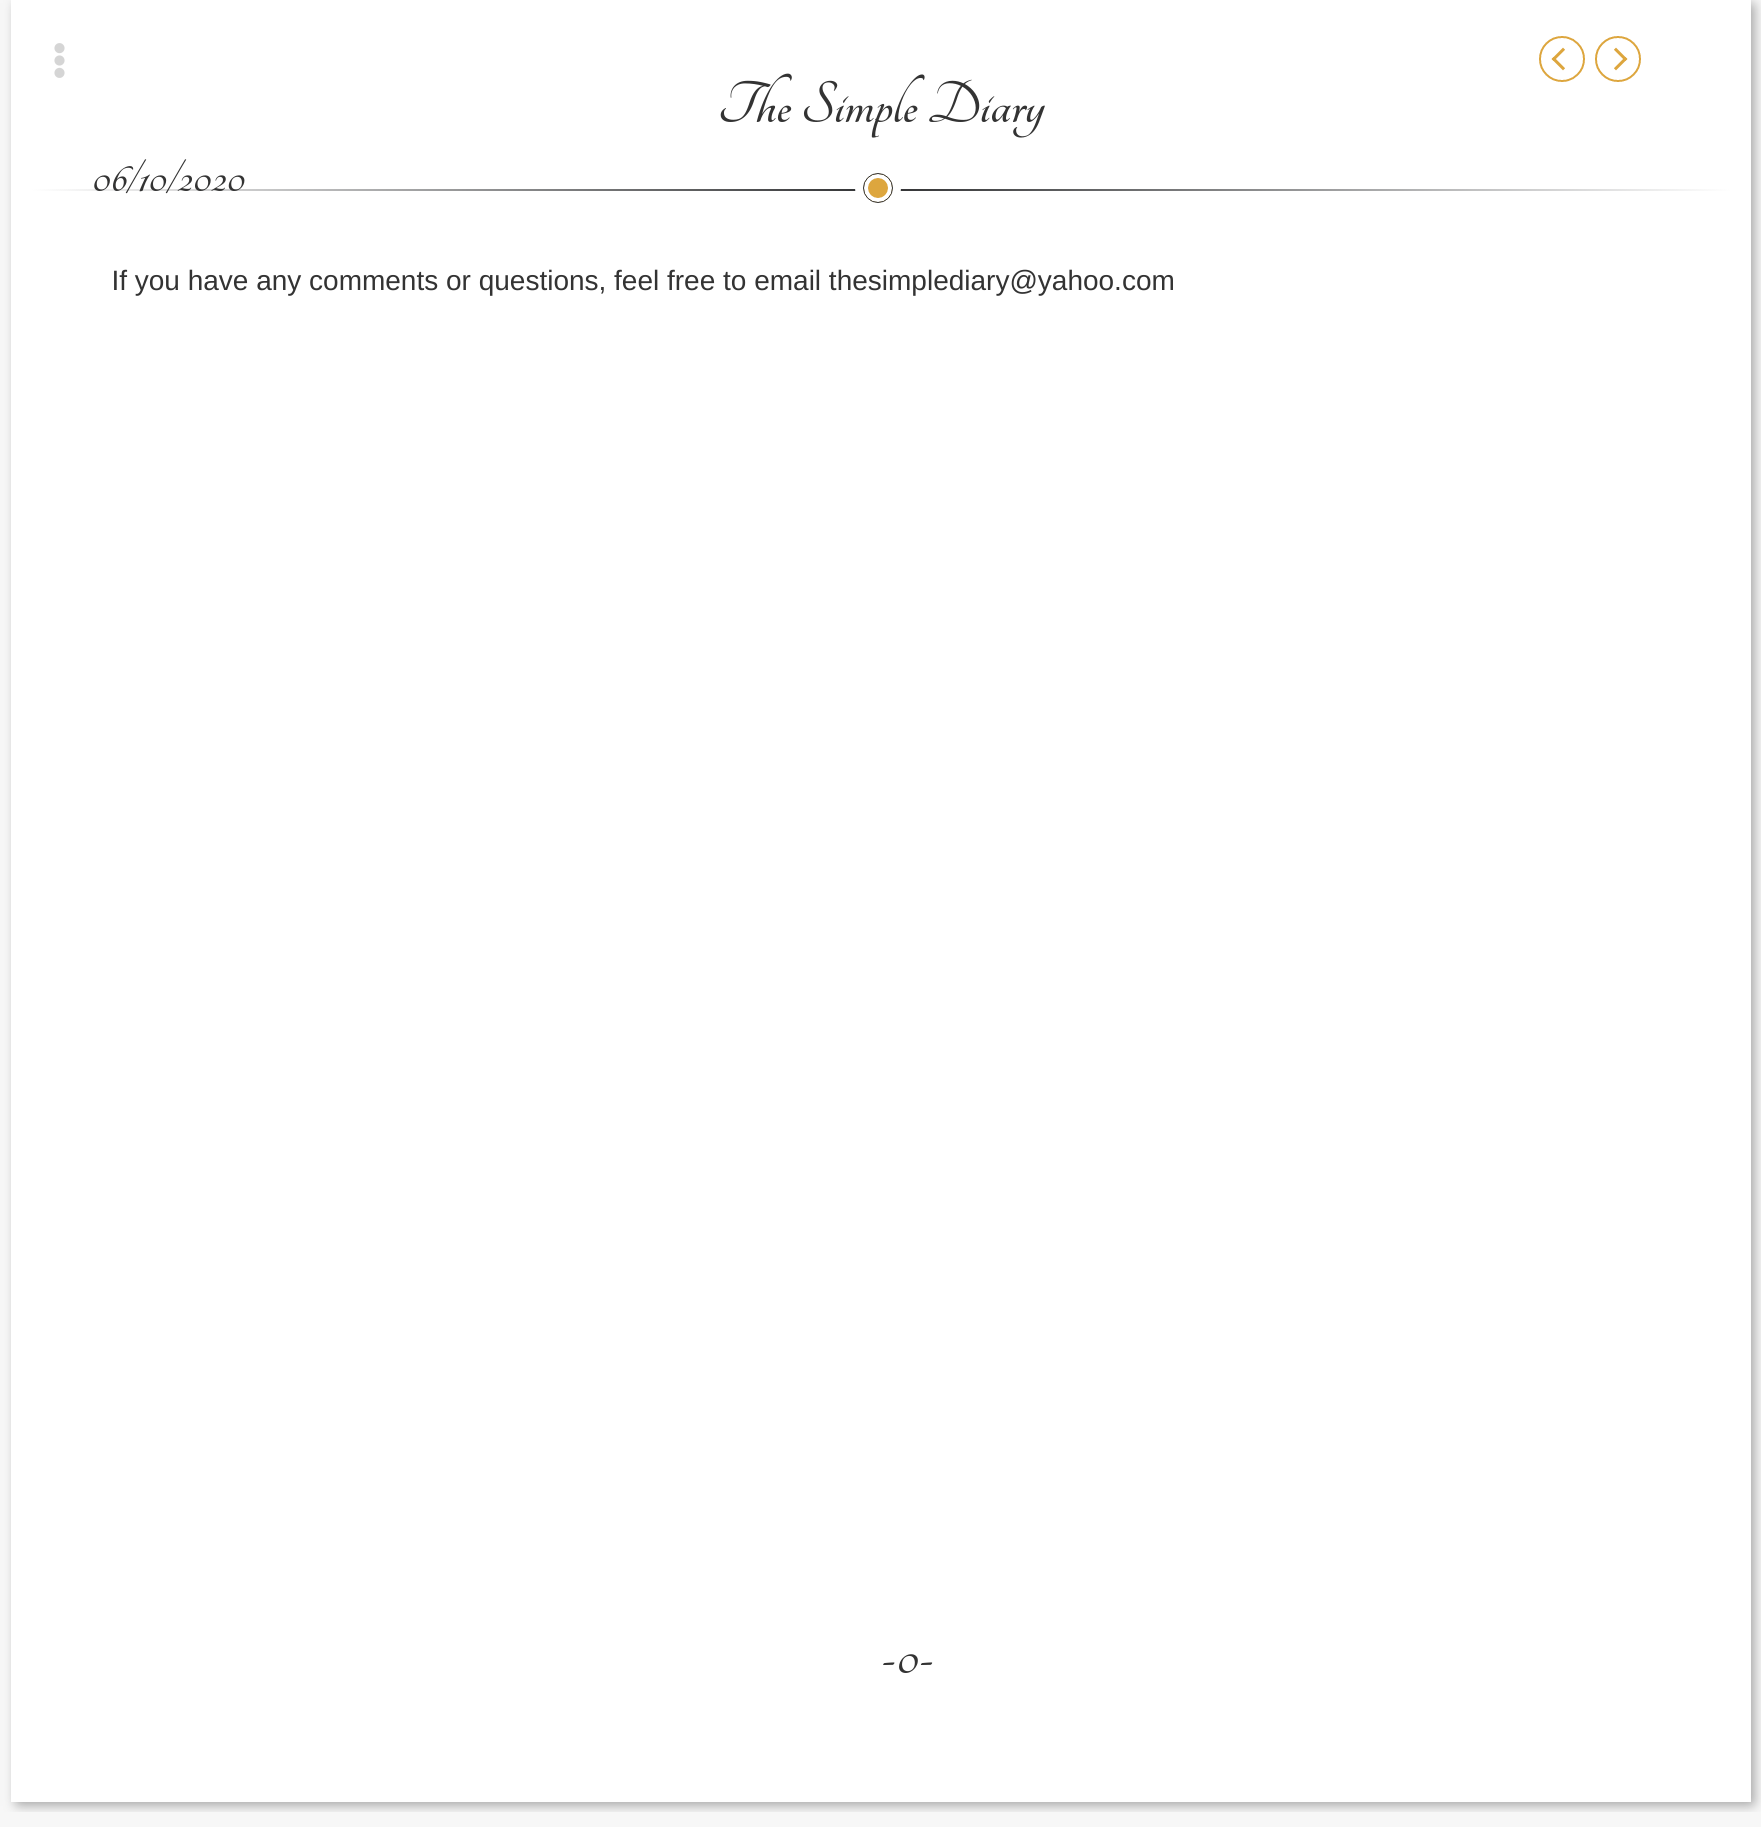 The Simple Diary
06/10/2020
If you have any comments or questions, feel free to email thesimplediary@yahoo.com
-0-